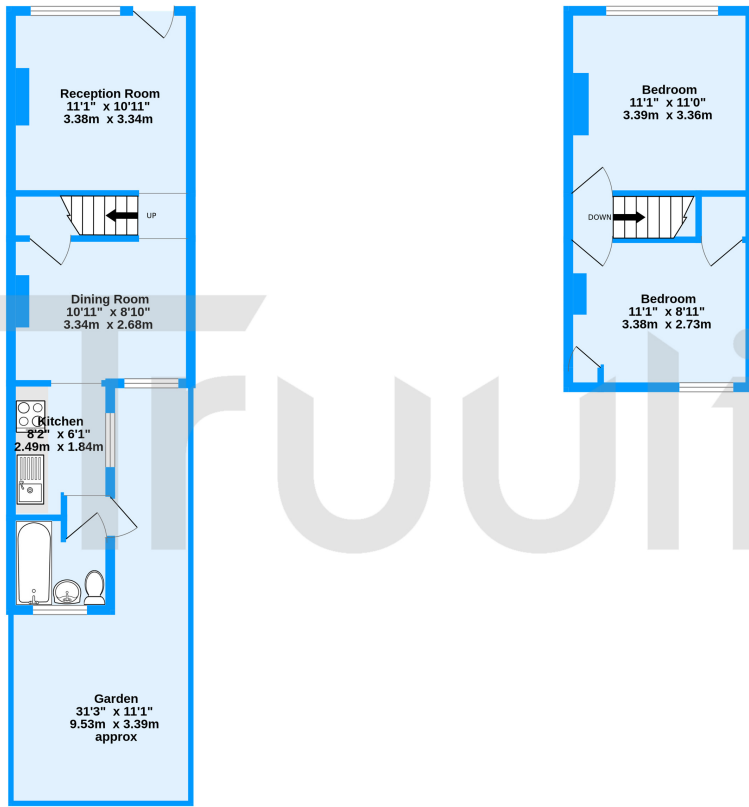 Reception Room
11'1" x 10'11"
3.38m x 3.34m
UP
Dining Room
10'11" x 8'10"
3.34m x 2.68m
Kitchen
8'2" x 6'1"
2.49m x 1.84m
Garden
31'3" x 11'1"
9.53m x 3.39m
approx
Bedroom
11'1" x 11'0"
3.39m x 3.36m
DOWN
Bedroom
11'1" x 8'11"
3.38m x 2.73m